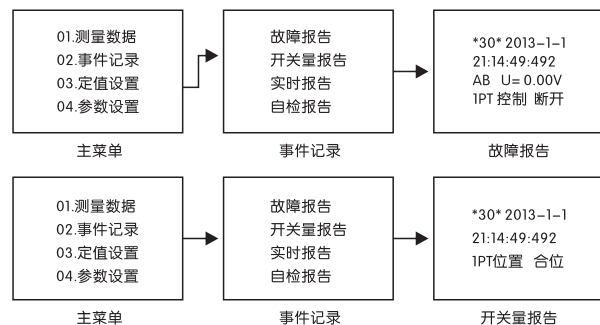 01.测量数据
02.事件记录
03.定值设置
04.参数设置
主菜单
故障报告
开关量报告
实时报告
自检报告
事件记录
*30* 2013-1-1
21:14:49:492
AB U= 0.00V
1PT 控制 断开
故障报告
01.测量数据
02.事件记录
03.定值设置
04.参数设置
主菜单
故障报告
开关量报告
实时报告
自检报告
事件记录
*30* 2013-1-1
21:14:49:492
1PT位置 合位
开关量报告